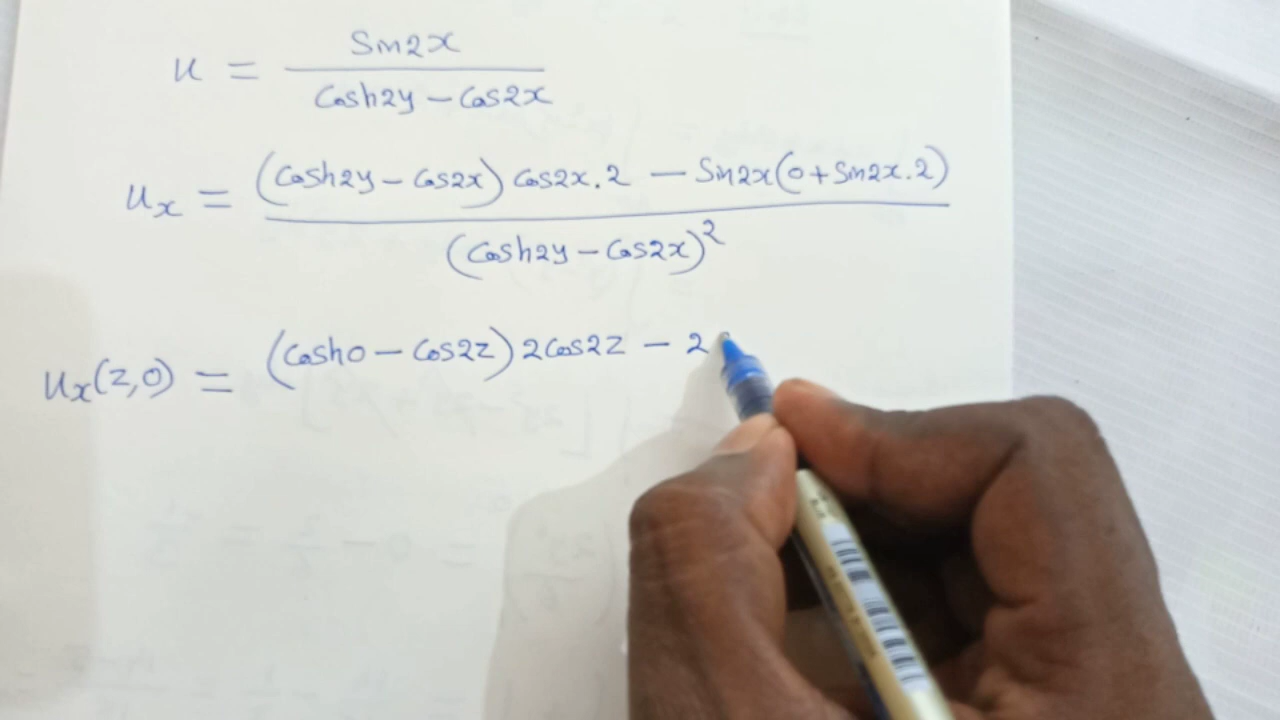 u = Sin2x / (Cosh2y - Cos2x)
u_x = ((Cosh2y - Cos2x) Cos2x.2 - Sin2x(0 + Sin2x.2)) / (Cosh2y - Cos2x)^2
u_x(z,0) = (Cosh0 - Cos2z) 2Cos2z - 2